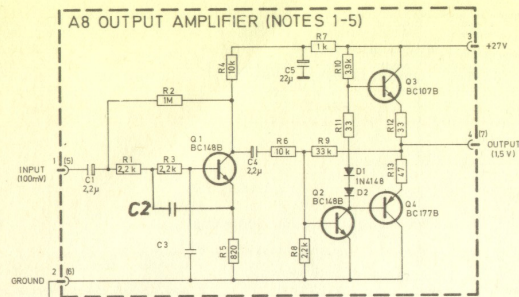 A8 OUTPUT AMPLIFIER (NOTES 1-5)
R7
1k
3
+27V
R4
10k
C5
22µ
R10
3,9k
Q3
BC107B
R2
1M
R11
33
R12
33
4 (7)
OUTPUT
(1,5 V)
Q1
BC148B
C4
2,2µ
R6
10k
R9
33k
1 (5)
INPUT
(100mV)
C1
2,2µ
R1
2,2k
R3
2,2k
D1
1N4148
D2
R13
47
Q2
BC148B
Q4
BC177B
C2
C3
R5
820
R8
2,2k
2 (6)
GROUND